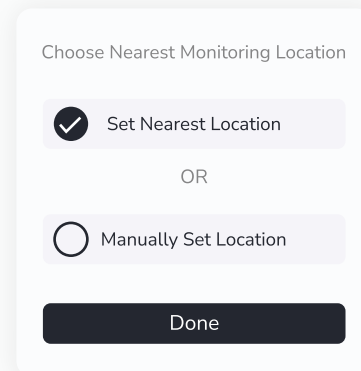 Choose Nearest Monitoring Location
Set Nearest Location
OR
Manually Set Location
Done